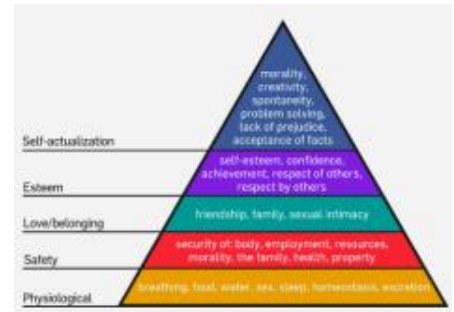 morality,
creativity,
spontaneity,
problem solving,
lack of prejudice,
acceptance of facts
Self-actualization
self-esteem, confidence,
achievement, respect of others,
respect by others
Esteem
friendship, family, sexual intimacy
Love/belonging
security of: body, employment, resources,
morality, the family, health, property
Safety
breathing, food, water, sex, sleep, homeostasis, excretion
Physiological